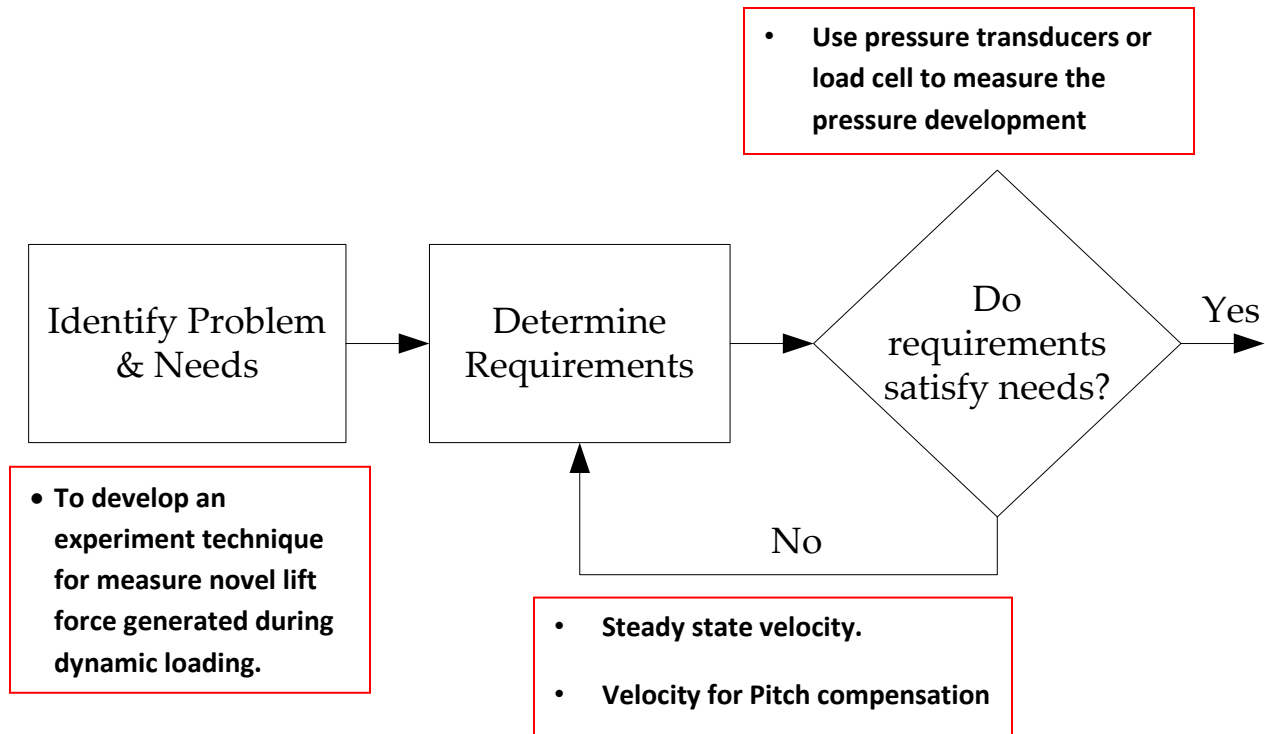 • Use pressure transducers or
load cell to measure the
pressure development
Identify Problem
& Needs
Determine
Requirements
Do
requirements
satisfy needs?
Yes
• To develop an
experiment technique
for measure novel lift
force generated during
dynamic loading.
No
• Steady state velocity.
• Velocity for Pitch compensation